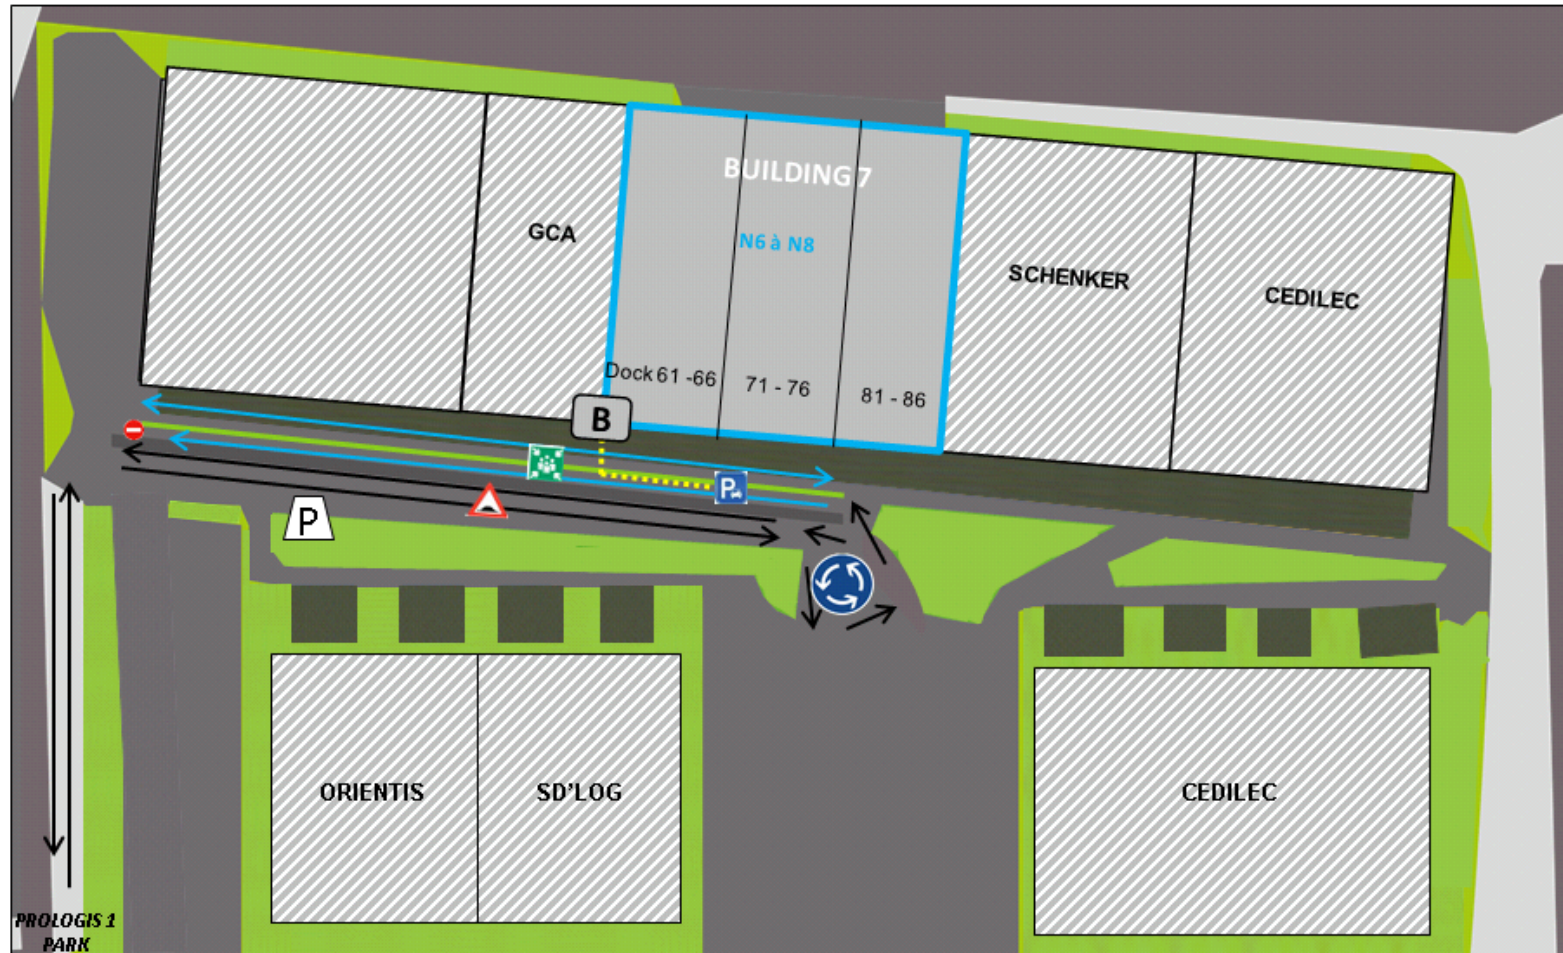 BUILDING 7
GCA
N6 à N8
SCHENKER
CEDILEC
Dock 61 -66
71 - 76
81 - 86
B
P
P
ORIENTIS
SD'LOG
CEDILEC
PROLOGIS 1
PARK